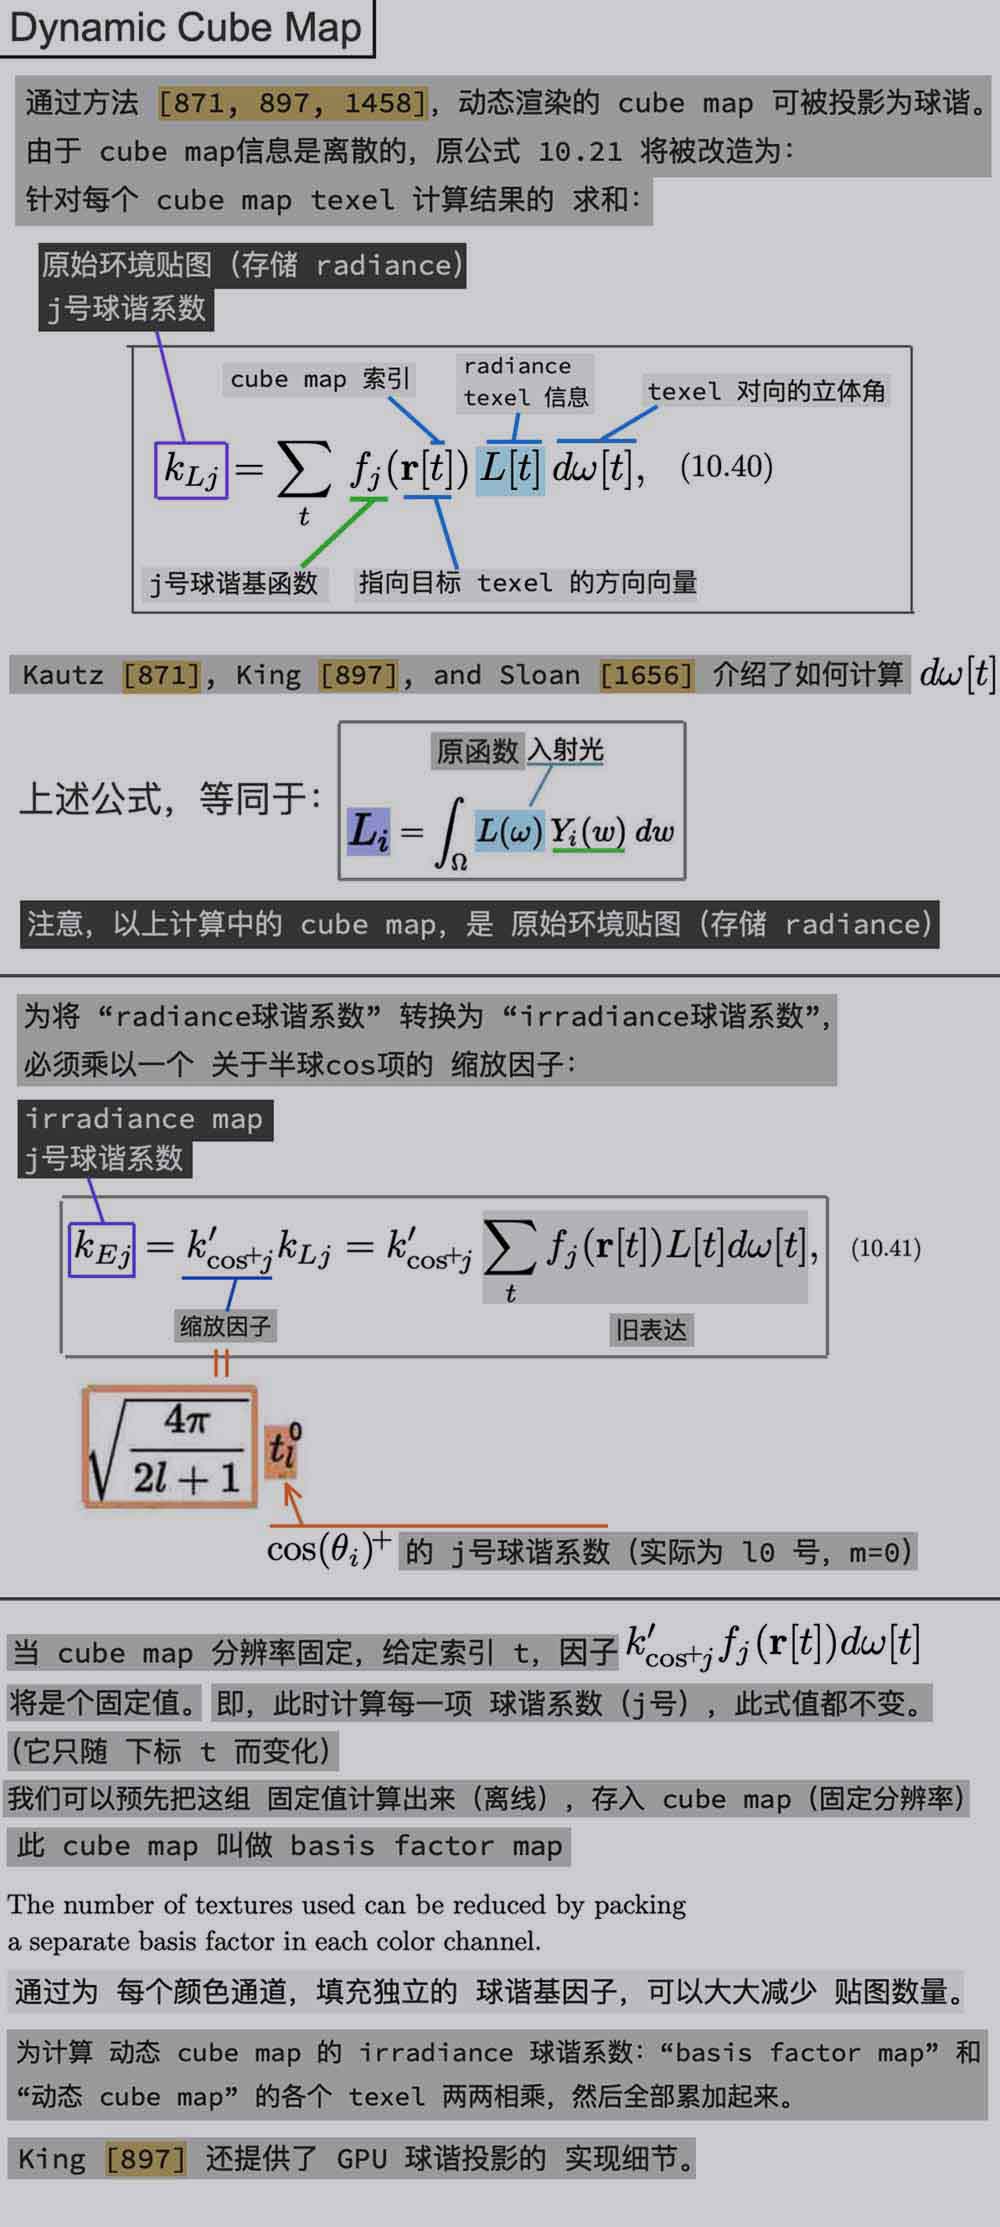 Dynamic Cube Map
通过方法 [871, 897, 1458], 动态渲染的 cube map 可被投影为球谐。
由于 cube map信息是离散的, 原公式 10.21 将被改造为:
针对每个 cube map texel 计算结果的 求和:
原始环境贴图 (存储 radiance)
j号球谐系数
cube map 索引
radiance
texel 信息
texel 对向的立体角
k_{Lj} = \sum_t f_j(\mathbf{r}[t]) L[t] dω[t], (10.40)
j号球谐基函数 指向目标 texel 的方向向量
Kautz [871], King [897], and Sloan [1656] 介绍了如何计算 dω[t]
原函数 入射光
上述公式, 等同于: L_i = \int_Ω L(ω) Y_i(w) dw
注意, 以上计算中的 cube map, 是 原始环境贴图 (存储 radiance)
为将 “radiance球谐系数” 转换为 “irradiance球谐系数”,
必须乘以一个 关于半球cos项的 缩放因子:
irradiance map
j号球谐系数
k_{Ej} = k'_{cos^+j} k_{Lj} = k'_{cos^+j} \sum_t f_j(\mathbf{r}[t])L[t]dω[t], (10.41)
缩放因子 旧表达
\sqrt{\frac{4π}{2l + 1}} t_l^0
cos(θ_i)^+ 的 j号球谐系数 (实际为 l0 号, m=0)
当 cube map 分辨率固定, 给定索引 t, 因子 k'_{cos^+j} f_j(\mathbf{r}[t])dω[t]
将是个固定值。 即, 此时计算每一项 球谐系数 (j号) , 此式值都不变。
(它只随 下标 t 而变化)
我们可以预先把这组 固定值计算出来 (离线) , 存入 cube map (固定分辨率)
此 cube map 叫做 basis factor map
The number of textures used can be reduced by packing
a separate basis factor in each color channel.
通过为 每个颜色通道, 填充独立的 球谐基因子, 可以大大减少 贴图数量。
为计算 动态 cube map 的 irradiance 球谐系数: “basis factor map” 和
“动态 cube map” 的各个 texel 两两相乘, 然后全部累加起来。
King [897] 还提供了 GPU 球谐投影的 实现细节。